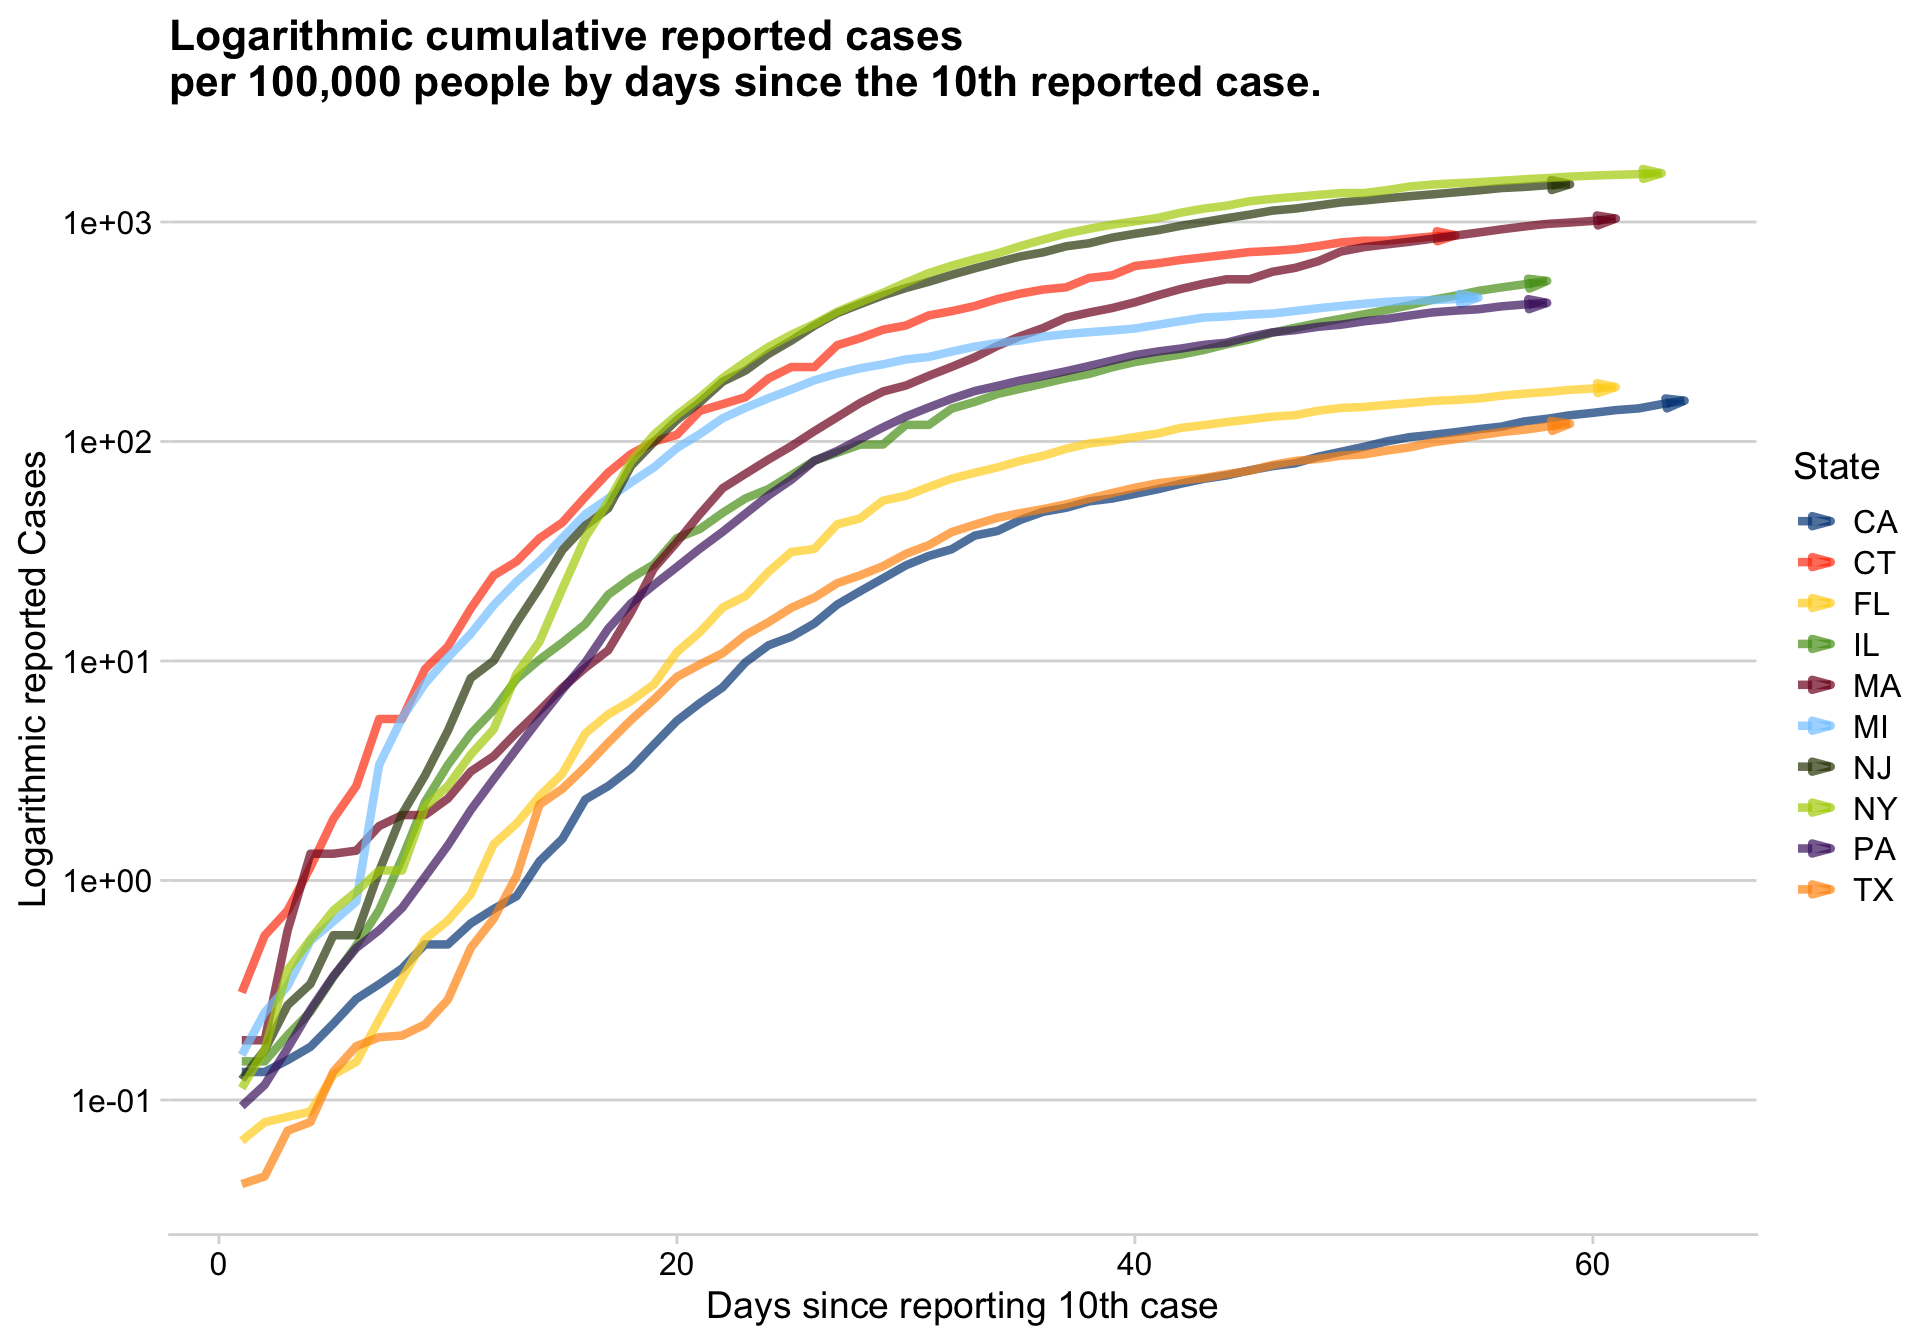 Logarithmic cumulative reported cases
per 100,000 people by days since the 10th reported case.
Logarithmic reported Cases
1e+03
1e+02
1e+01
1e+00
1e-01
0
20
40
60
Days since reporting 10th case
State
CA
CT
FL
IL
MA
MI
NJ
NY
PA
TX